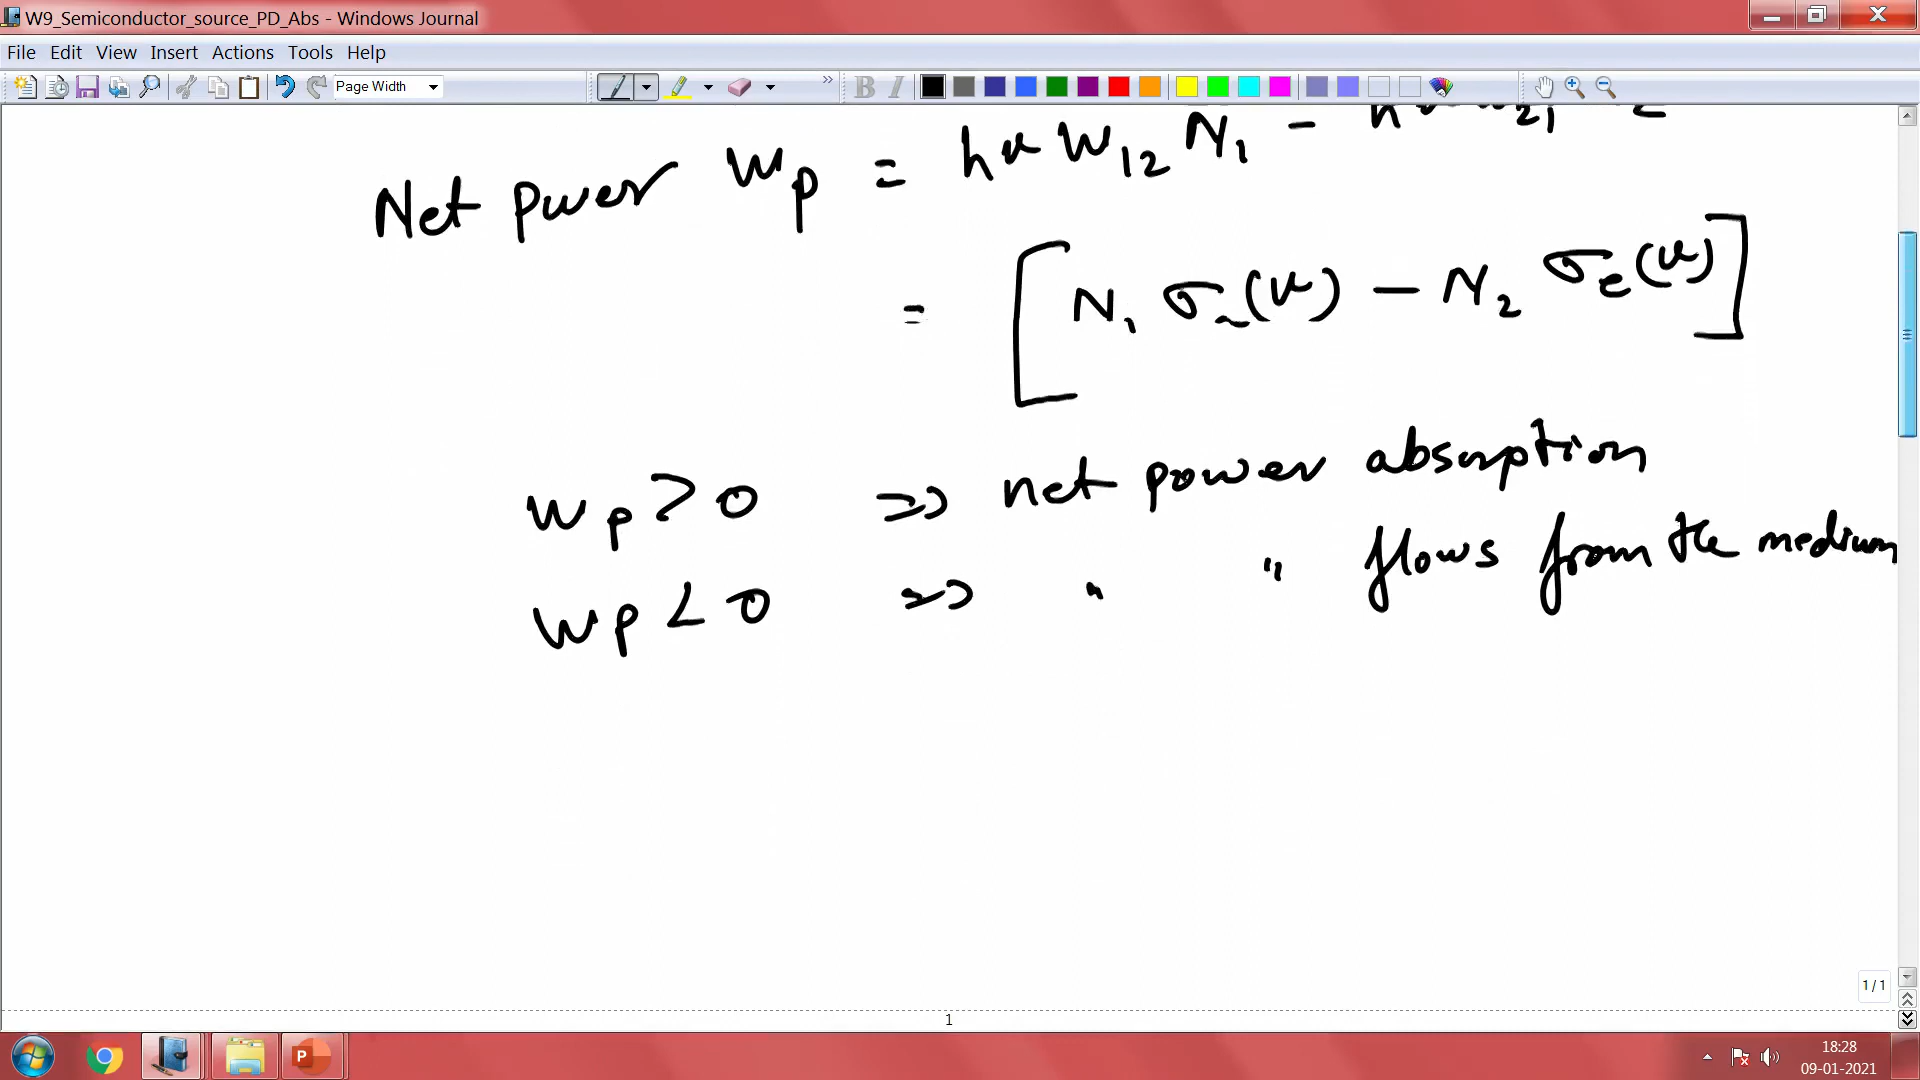 W9_Semiconductor_source_PD_Abs - Windows Journal
File Edit View Insert Actions Tools Help
Page Width
B I
Net power Wp = hν W12 N1 - hν W21
= [N1 σa(ν) − N2 σe(ν)]
Wp > 0 => net power absorption
Wp < 0 => " " flows from the medium
1/1
1
P
18:28
09-01-2021